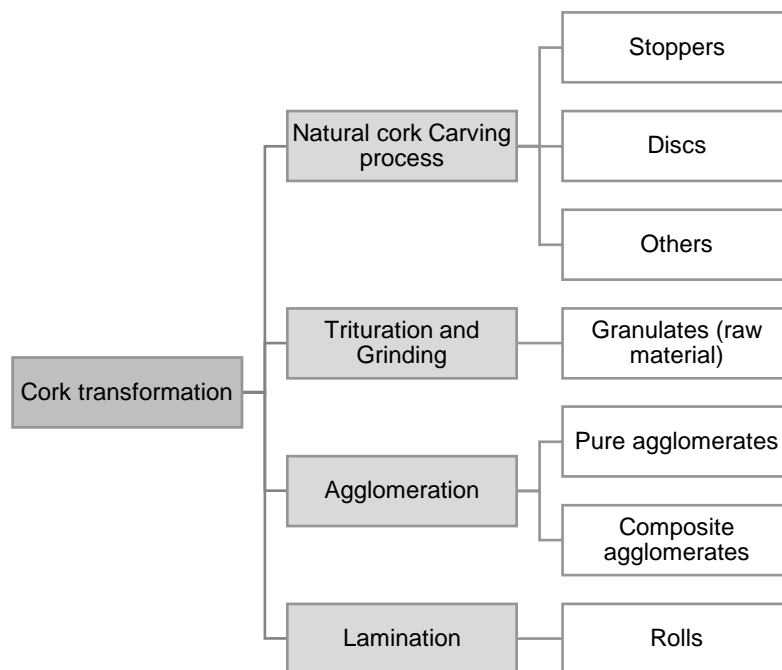 Stoppers
Natural cork Carving
process
Discs
Others
Trituration and
Grinding
Granulates (raw
material)
Cork transformation
Pure agglomerates
Agglomeration
Composite
agglomerates
Lamination
Rolls